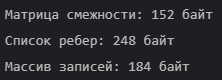 Матрица смежности: 152 байт
Список ребер: 248 байт
Массив записей: 184 байт